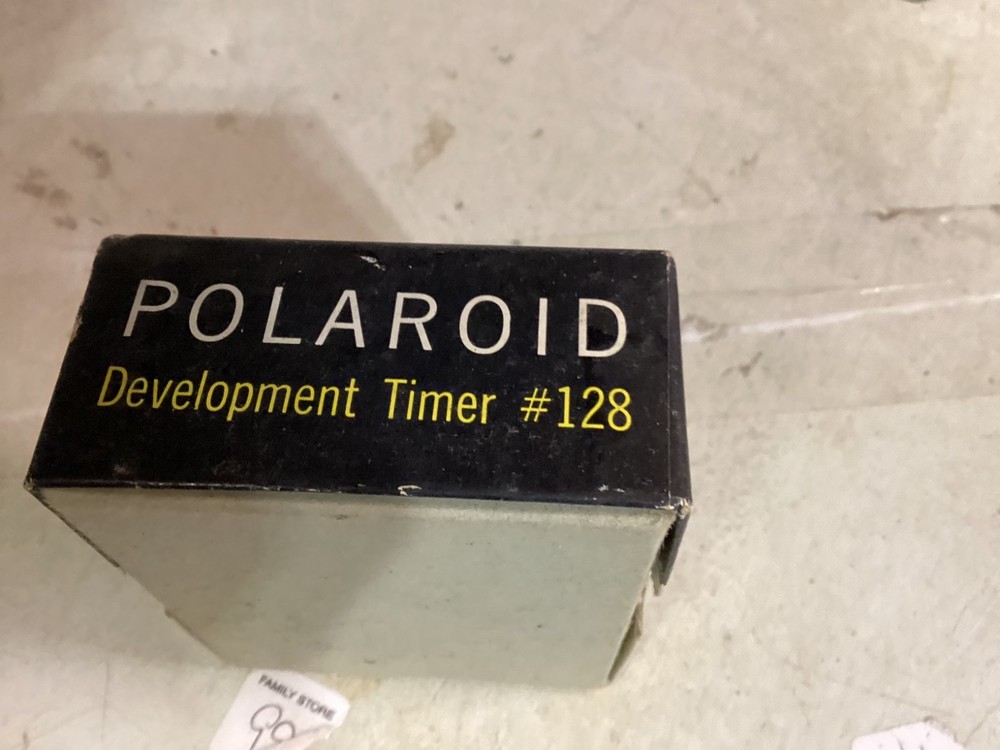 POLAROID
Development Timer #128
FAMILY STORE